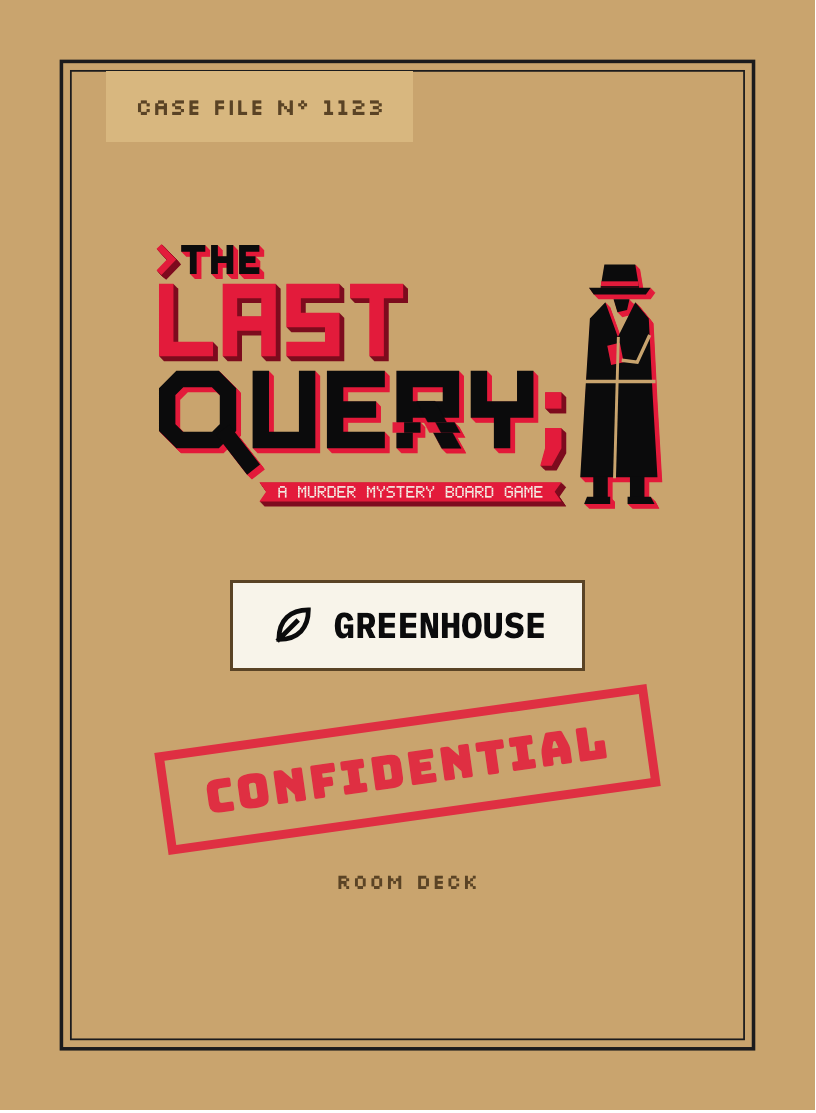 CASE FILE Nº 1123
>THE
LAST
QUERY;
A MURDER MYSTERY BOARD GAME
GREENHOUSE
CONFIDENTIAL
ROOM DECK